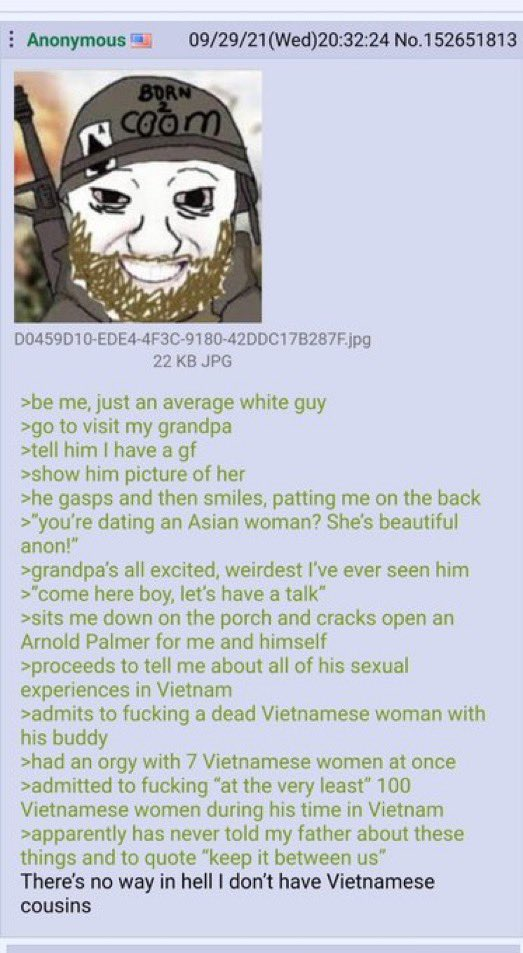 Anonymous 09/29/21(Wed)20:32:24 No.152651813
BORN
2
COOM
A
D0459D10-EDE4-4F3C-9180-42DDC17B287F.jpg
22 KB JPG
>be me, just an average white guy
>go to visit my grandpa
>tell him I have a gf
>show him picture of her
>he gasps and then smiles, patting me on the back
>"you're dating an Asian woman? She's beautiful
anon!"
>grandpa's all excited, weirdest I've ever seen him
>"come here boy, let's have a talk"
>sits me down on the porch and cracks open an
Arnold Palmer for me and himself
>proceeds to tell me about all of his sexual
experiences in Vietnam
>admits to fucking a dead Vietnamese woman with
his buddy
>had an orgy with 7 Vietnamese women at once
>admitted to fucking "at the very least" 100
Vietnamese women during his time in Vietnam
>apparently has never told my father about these
things and to quote "keep it between us"
There's no way in hell I don't have Vietnamese
cousins